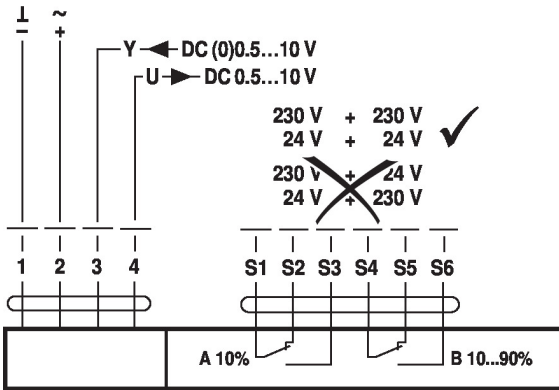 ⊥ ~
− +
Y ◄ DC (0)0.5...10 V
U ► DC 0.5...10 V
230 V + 230 V
24 V + 24 V ✓
230 V + 24 V
24 V + 230 V
1 2 3 4 S1 S2 S3 S4 S5 S6
A 10% B 10...90%